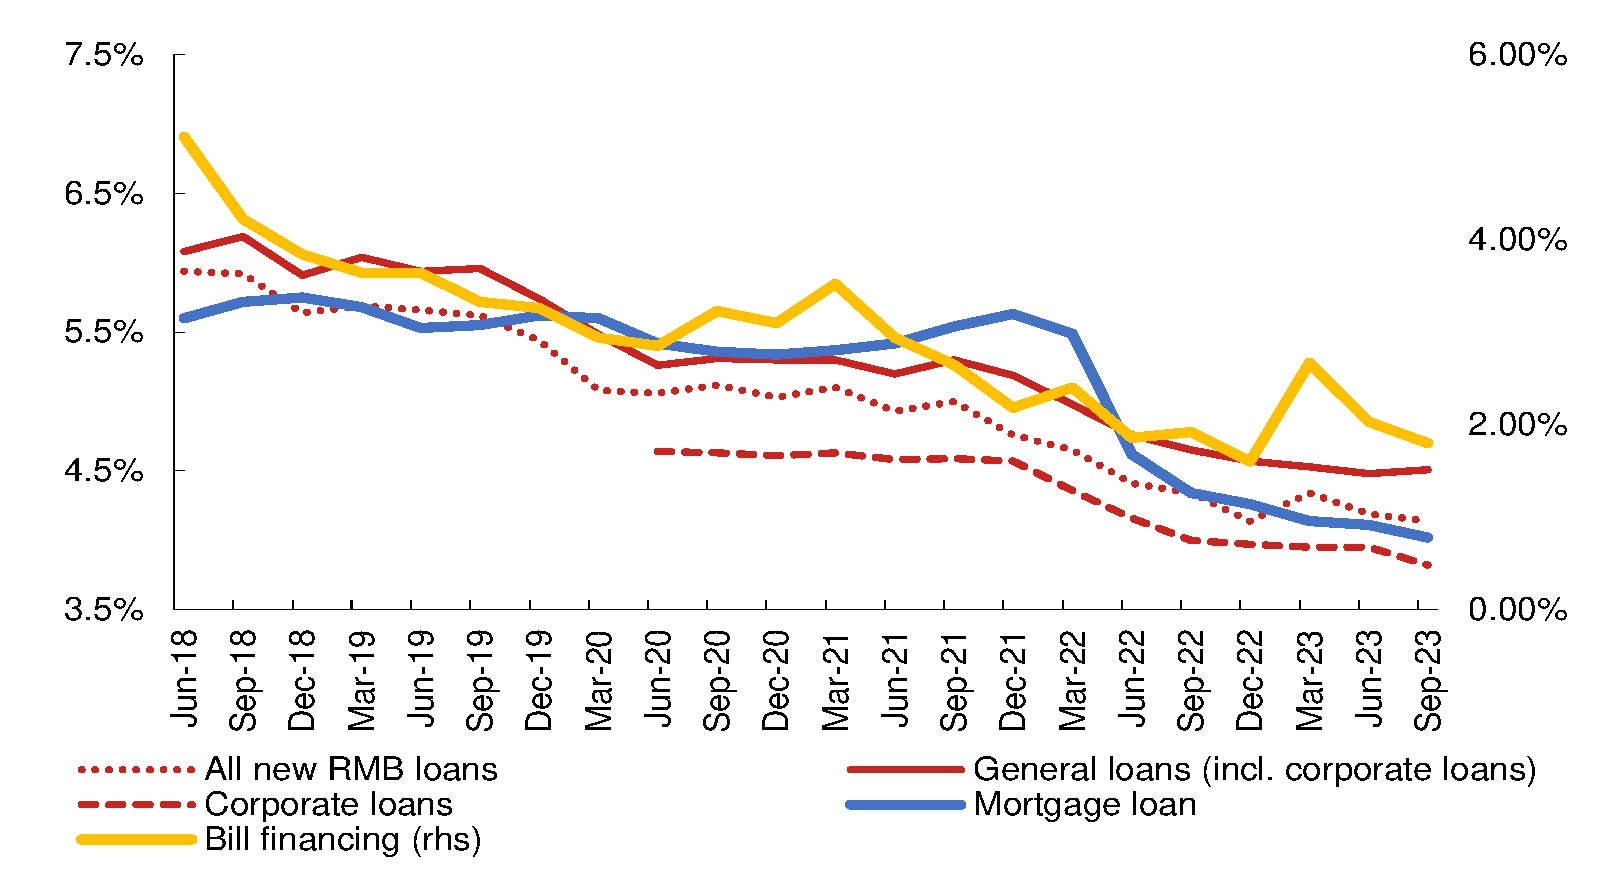 7.5%
6.5%
5.5%
4.5%
3.5%
6.00%
4.00%
2.00%
0.00%
Jun-18
Sep-18
Dec-18
Mar-19
Jun-19
Sep-19
Dec-19
Mar-20
Jun-20
Sep-20
Dec-20
Mar-21
Jun-21
Sep-21
Dec-21
Mar-22
Jun-22
Sep-22
Dec-22
Mar-23
Jun-23
Sep-23
All new RMB loans
General loans (incl. corporate loans)
Corporate loans
Mortgage loan
Bill financing (rhs)